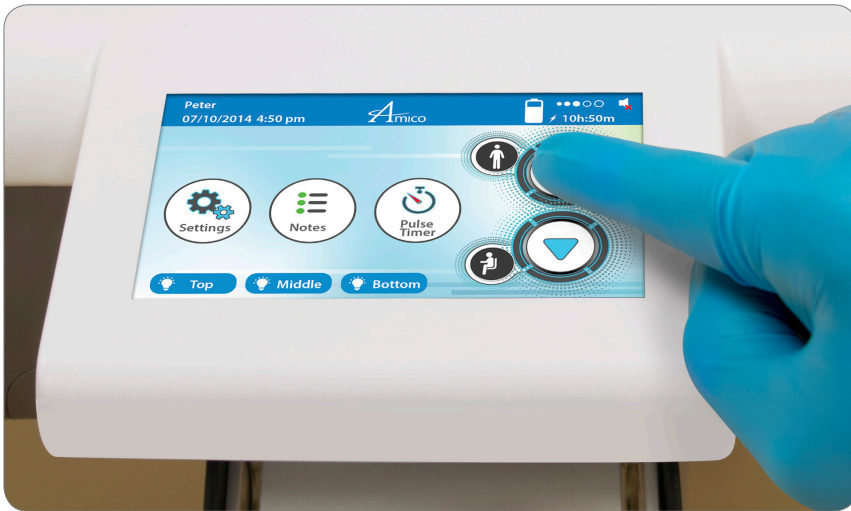 Peter
07/10/2014 4:50 pm
Amico
10h:50m
Settings
Notes
Pulse
Timer
Top
Middle
Bottom